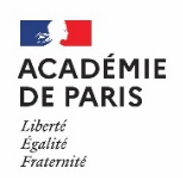 ACADÉMIE
DE PARIS
Liberté
Égalité
Fraternité